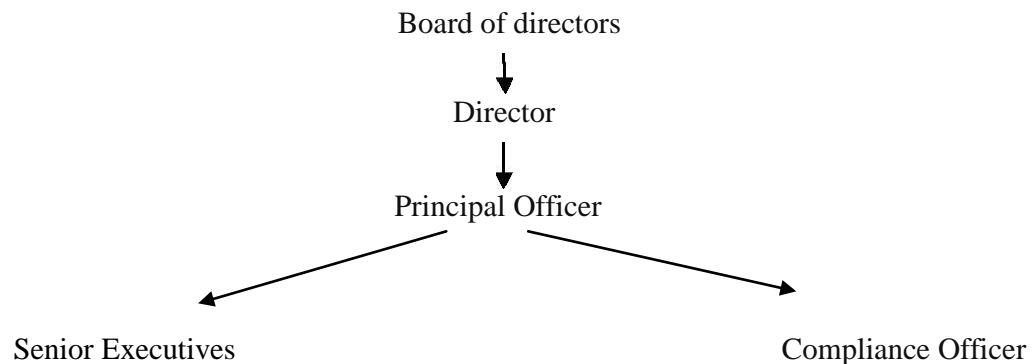 Board of directors
Director
Principal Officer
Senior Executives
Compliance Officer